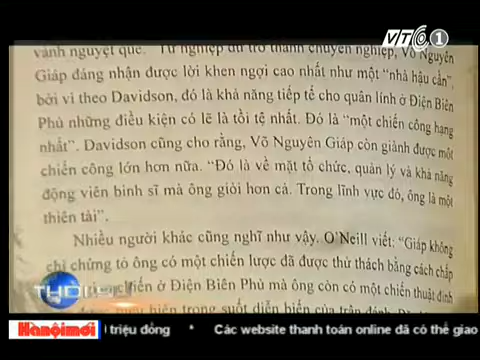 VTC 1
vành nguyệt quế. Từ nghiệp dư trở thành chuyên nghiệp, Võ Nguyên
Giáp đáng nhận được lời khen ngợi cao nhất như một "nhà hậu cần",
bởi vì theo Davidson, đó là khả năng tiếp tế cho quân lính ở Điện Biên
Phủ những điều kiện có lẽ là tồi tệ nhất. Đó là "một chiến công hạng
nhất". Davidson cũng cho rằng, Võ Nguyên Giáp còn giành được một
chiến công lớn hơn nữa. "Đó là về mặt tổ chức, quản lý và khả năng
động viên binh sĩ mà ông giỏi hơn cả. Trong lĩnh vực đó, ông là một
thiên tài".
Nhiều người khác cũng nghĩ như vậy. O'Neill viết: "Giáp không
chỉ chứng tỏ ông có một chiến lược đã được thử thách bằng cách chấp
chiến ở Điện Biên Phủ mà ông còn có một chiến thuật đỉnh
hiện trong suốt diễn biến của trận đánh
THỜI
Hànộimới triệu đồng * Các website thanh toán online đã có thể giao